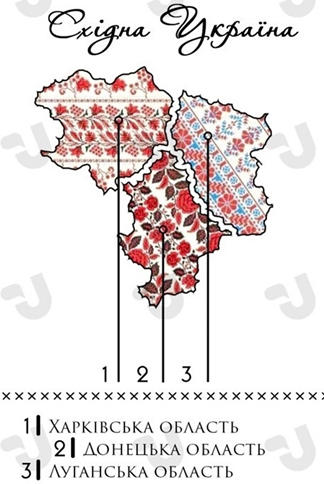 Східна Україна
1 2 3
1 Харківська область
2 Донецька область
3 Луганська область